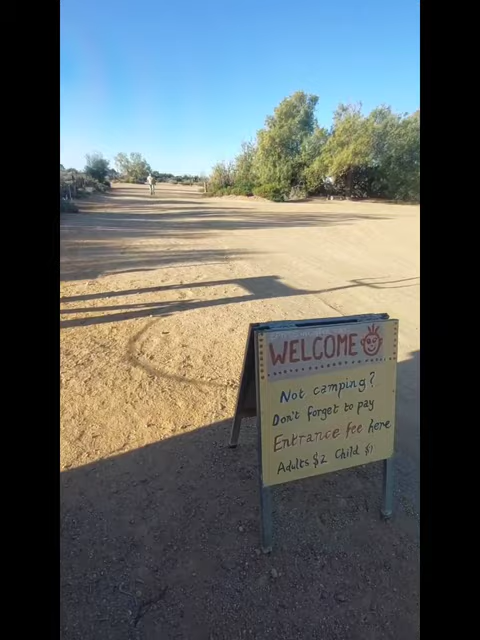 WELCOME
Not camping?
Don't forget to pay
Entrance fee here
Adults $2 Child $1